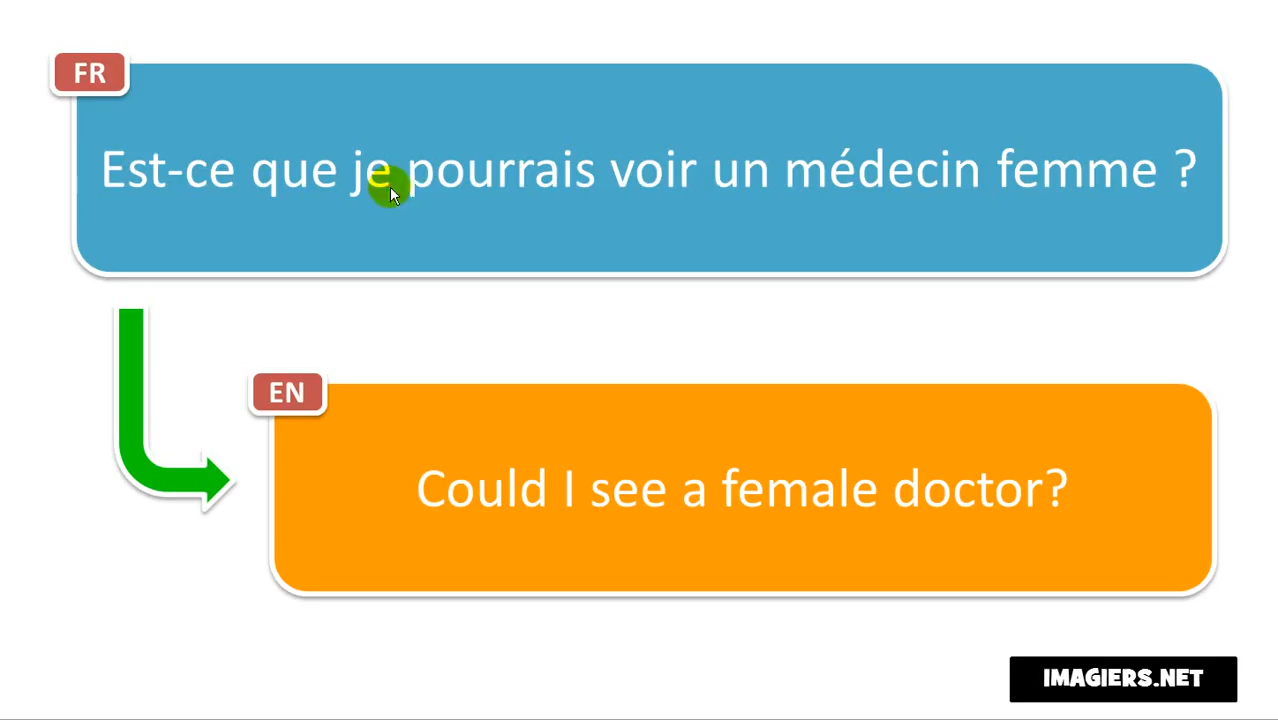 FR
Est-ce que je pourrais voir un médecin femme ?
EN
Could I see a female doctor?
IMAGIERS.NET